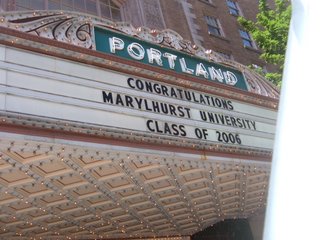 PORTLAND
CONGRATULATIONS
MARYLHURST UNIVERSITY
CLASS OF 2006